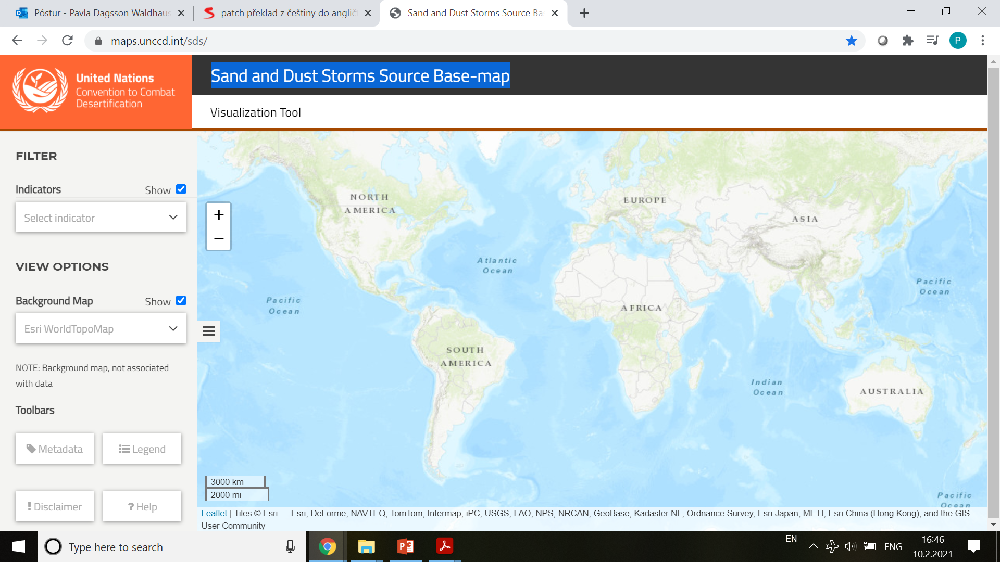 Póstur - Pavla Dagsson Waldhaus
patch překlad z češtiny do angličt
Sand and Dust Storms Source Ba
maps.unccd.int/sds/
P
United Nations
Convention to Combat
Desertification
Sand and Dust Storms Source Base-map
Visualization Tool
FILTER
Indicators
Show
Select indicator
VIEW OPTIONS
Background Map
Show
Esri WorldTopoMap
NOTE: Background map, not associated
with data
Toolbars
Metadata
Legend
! Disclaimer
? Help
+
−
NORTH
AMERICA
EUROPE
ASIA
Atlantic
Ocean
Pacific
Ocean
Pacific
Ocean
AFRICA
SOUTH
AMERICA
Indian
Ocean
AUSTRALIA
Pacific
Ocean
3000 km
2000 mi
Leaflet | Tiles © Esri — Esri, DeLorme, NAVTEQ, TomTom, Intermap, iPC, USGS, FAO, NPS, NRCAN, GeoBase, Kadaster NL, Ordnance Survey, Esri Japan, METI, Esri China (Hong Kong), and the GIS
User Community
Type here to search
EN
ENG
16:46
10.2.2021